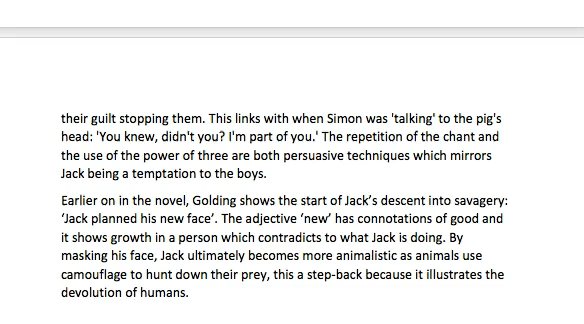 their guilt stopping them. This links with when Simon was 'talking' to the pig's
head: 'You knew, didn't you? I'm part of you.' The repetition of the chant and
the use of the power of three are both persuasive techniques which mirrors
Jack being a temptation to the boys.
Earlier on in the novel, Golding shows the start of Jack’s descent into savagery:
‘Jack planned his new face’. The adjective ‘new’ has connotations of good and
it shows growth in a person which contradicts to what Jack is doing. By
masking his face, Jack ultimately becomes more animalistic as animals use
camouflage to hunt down their prey, this a step-back because it illustrates the
devolution of humans.